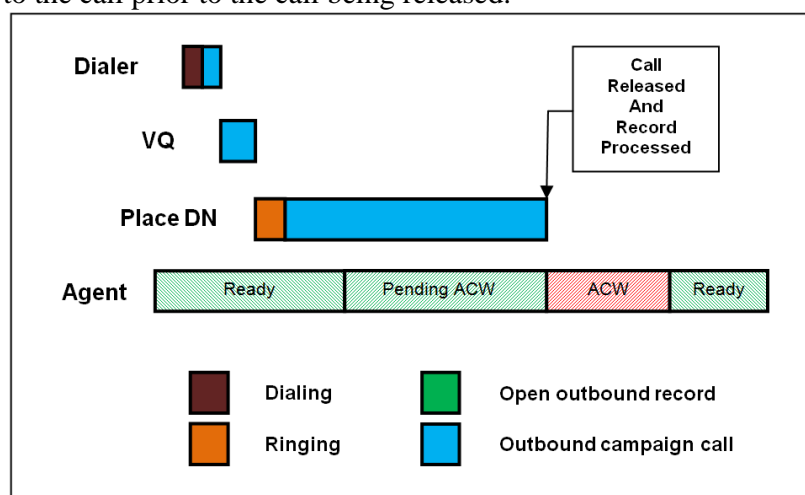 to the call prior to the call being released.
Dialer
Call
Released
And
Record
Processed
VQ
Place DN
Agent
Ready
Pending ACW
ACW
Ready
Dialing
Open outbound record
Ringing
Outbound campaign call